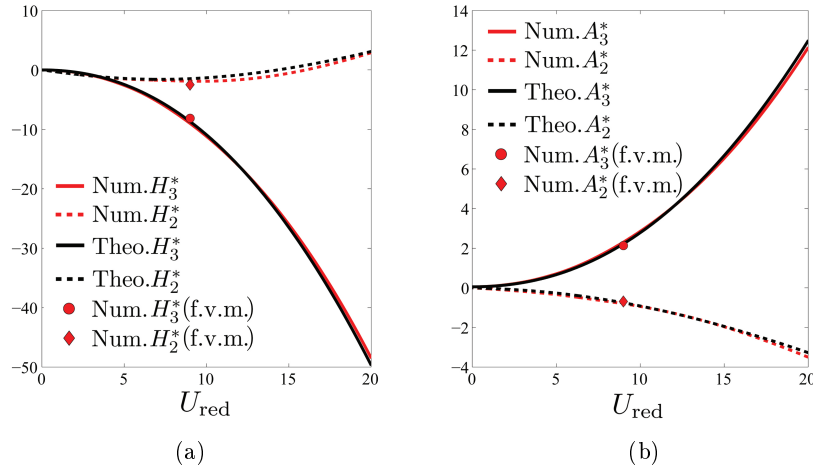 10
0
−10
−20
−30
−40
−50
0 5 10 15 20
Num.H₃*
Num.H₂*
Theo.H₃*
Theo.H₂*
Num.H₃*(f.v.m.)
Num.H₂*(f.v.m.)
U_red
(a)
14
12
10
8
6
4
2
0
−2
−4
0 5 10 15 20
Num.A₃*
Num.A₂*
Theo.A₃*
Theo.A₂*
Num.A₃*(f.v.m.)
Num.A₂*(f.v.m.)
U_red
(b)